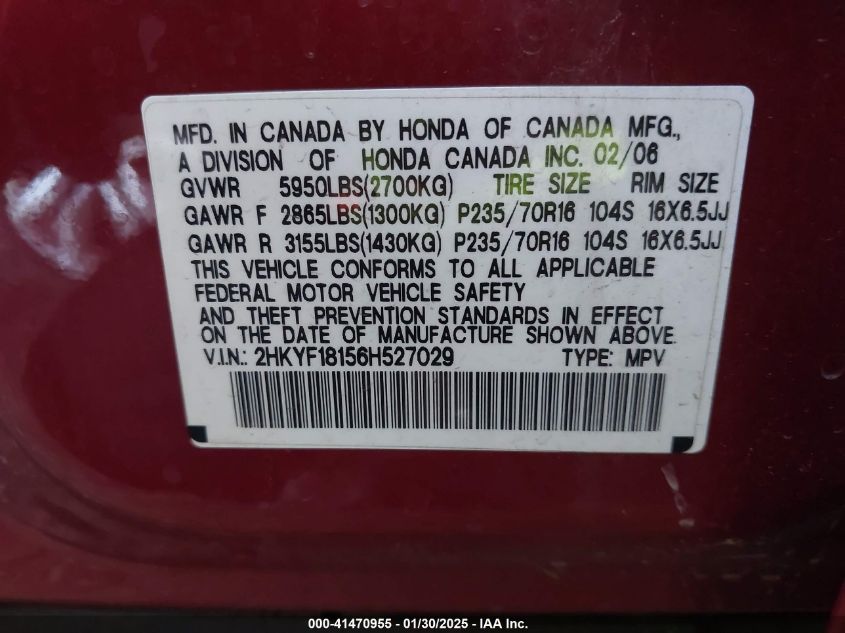 MFD. IN CANADA BY HONDA OF CANADA MFG.,
A DIVISION OF HONDA CANADA INC. 02/06
GVWR 5950LBS(2700KG) TIRE SIZE RIM SIZE
GAWR F 2865LBS(1300KG) P235/70R16 104S 16X6.5JJ
GAWR R 3155LBS(1430KG) P235/70R16 104S 16X6.5JJ
THIS VEHICLE CONFORMS TO ALL APPLICABLE
FEDERAL MOTOR VEHICLE SAFETY
AND THEFT PREVENTION STANDARDS IN EFFECT
ON THE DATE OF MANUFACTURE SHOWN ABOVE.
V.I.N.: 2HKYF18156H527029 TYPE: MPV
000-41470955 - 01/30/2025 - IAA Inc.